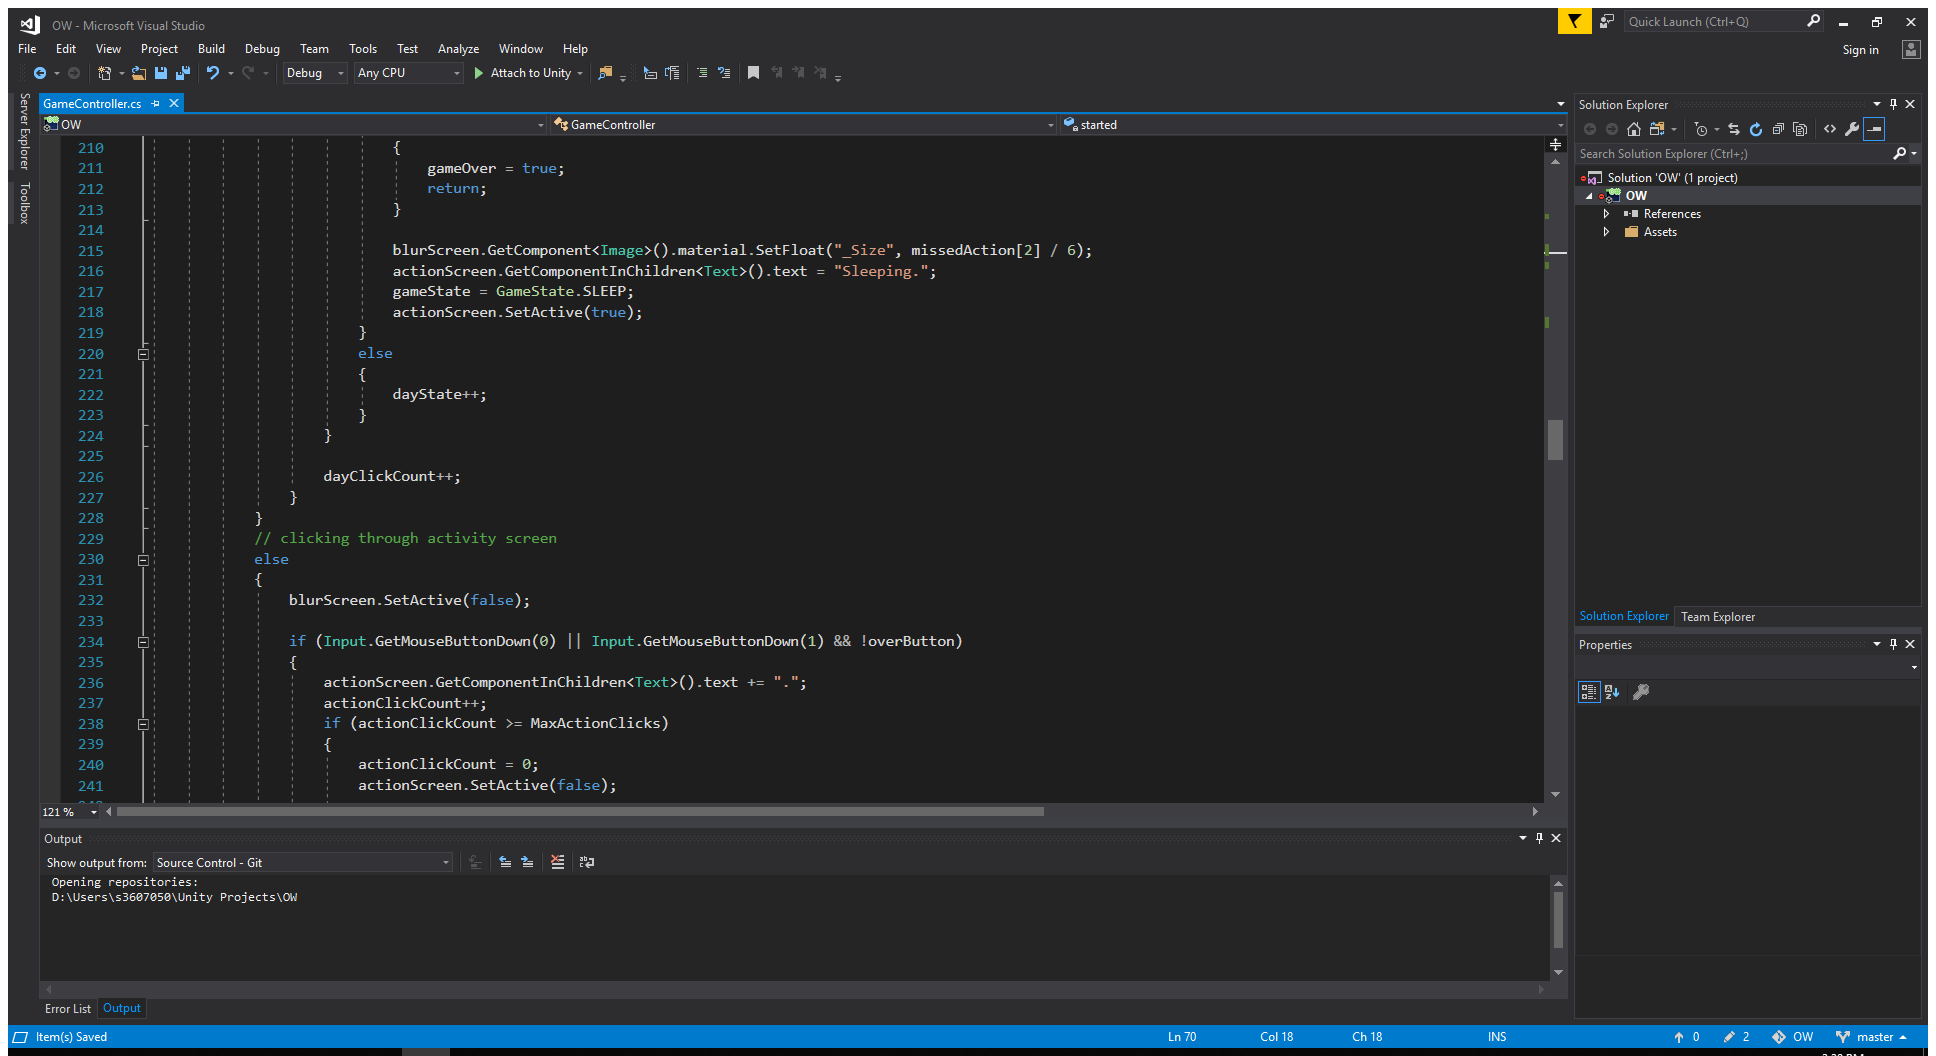 OW - Microsoft Visual Studio
Quick Launch (Ctrl+Q)
File Edit View Project Build Debug Team Tools Test Analyze Window Help
Sign in
Debug Any CPU Attach to Unity
Server Explorer
Toolbox
GameController.cs
OW GameController started
210 {
211 gameOver = true;
212 return;
213 }
214
215 blurScreen.GetComponent<Image>().material.SetFloat("_Size", missedAction[2] / 6);
216 actionScreen.GetComponentInChildren<Text>().text = "Sleeping.";
217 gameState = GameState.SLEEP;
218 actionScreen.SetActive(true);
219 }
220 else
221 {
222 dayState++;
223 }
224 }
225
226 dayClickCount++;
227 }
228 }
229 // clicking through activity screen
230 else
231 {
232 blurScreen.SetActive(false);
233
234 if (Input.GetMouseButtonDown(0) || Input.GetMouseButtonDown(1) && !overButton)
235 {
236 actionScreen.GetComponentInChildren<Text>().text += ".";
237 actionClickCount++;
238 if (actionClickCount >= MaxActionClicks)
239 {
240 actionClickCount = 0;
241 actionScreen.SetActive(false);
121 %
Output
Show output from: Source Control - Git
Opening repositories:
D:\Users\s3607050\Unity Projects\OW
Error List Output
Solution Explorer
Search Solution Explorer (Ctrl+;)
Solution 'OW' (1 project)
OW
References
Assets
Solution Explorer Team Explorer
Properties
Item(s) Saved Ln 70 Col 18 Ch 18 INS 0 2 OW master